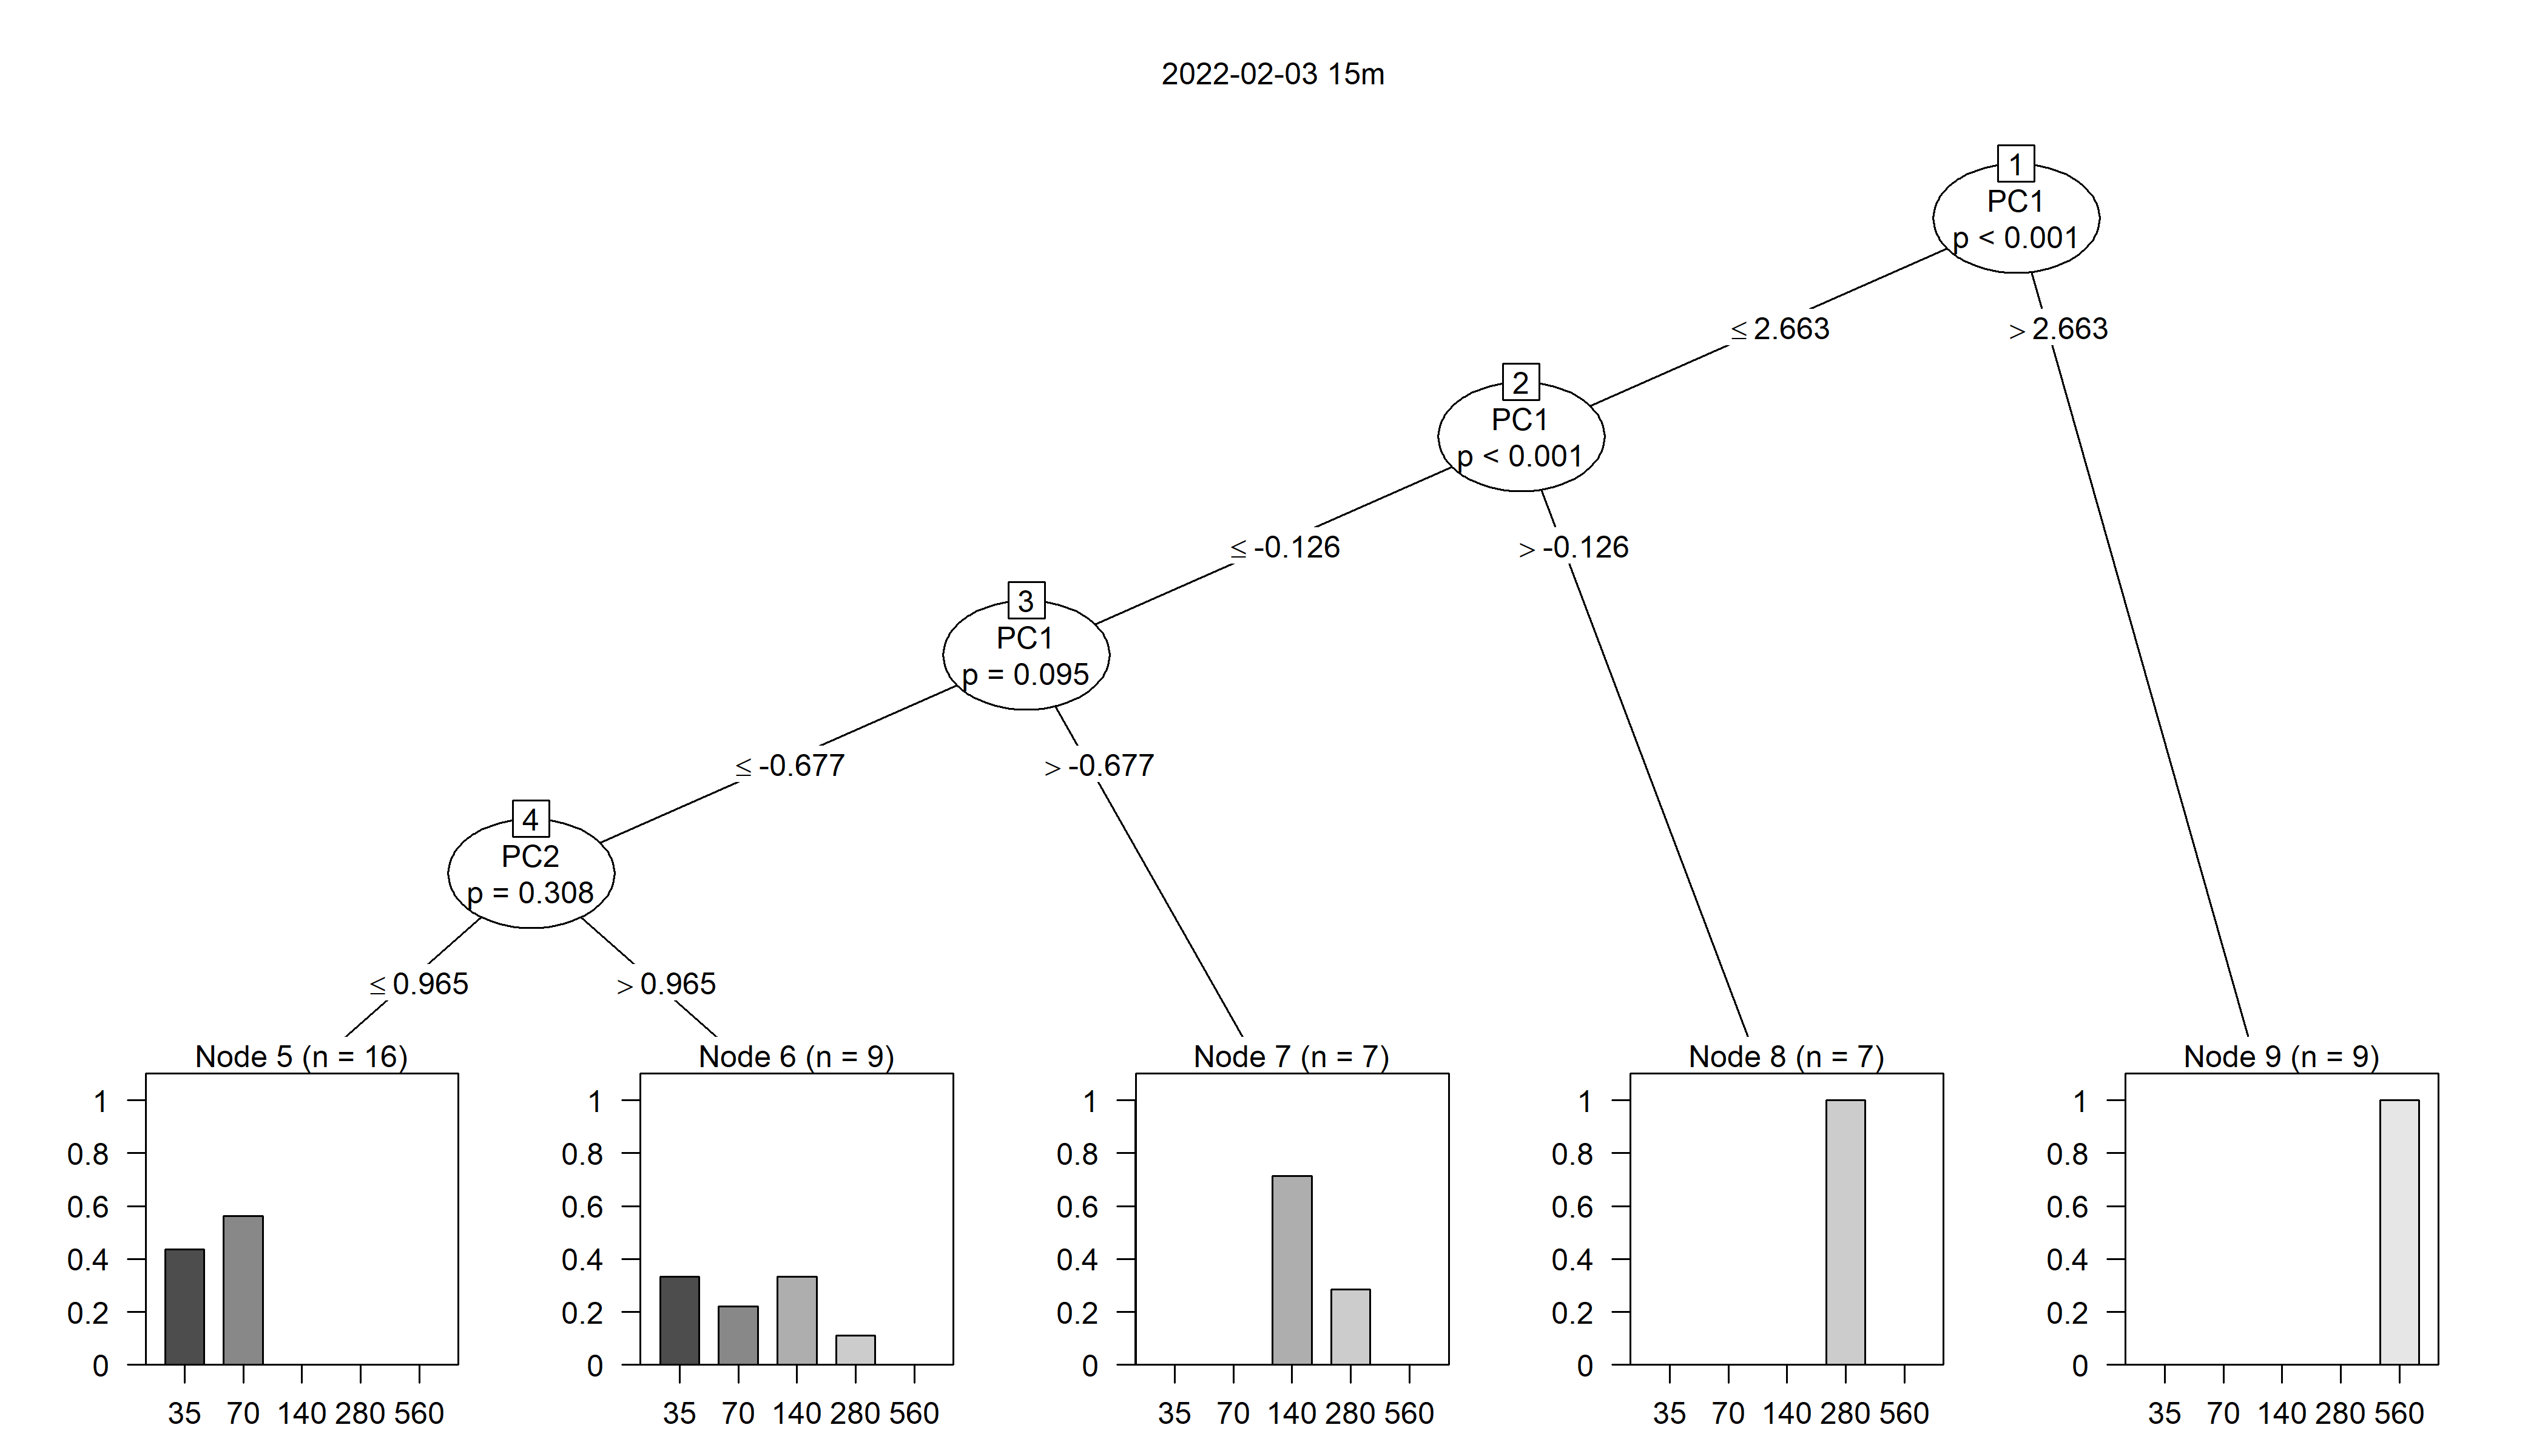 2022-02-03 15m
1
PC1
p < 0.001
≤ 2.663
> 2.663
2
PC1
p < 0.001
≤ -0.126
> -0.126
3
PC1
p = 0.095
≤ -0.677
> -0.677
4
PC2
p = 0.308
≤ 0.965
> 0.965
Node 5 (n = 16)
1
0.8
0.6
0.4
0.2
0
35 70 140 280 560
Node 6 (n = 9)
1
0.8
0.6
0.4
0.2
0
35 70 140 280 560
Node 7 (n = 7)
1
0.8
0.6
0.4
0.2
0
35 70 140 280 560
Node 8 (n = 7)
1
0.8
0.6
0.4
0.2
0
35 70 140 280 560
Node 9 (n = 9)
1
0.8
0.6
0.4
0.2
0
35 70 140 280 560